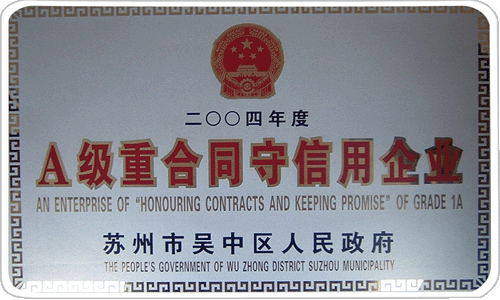 二〇〇四年度
A级重合同守信用企业
AN ENTERPRISE OF "HONOURING CONTRACTS AND KEEPING PROMISE" OF GRADE 1A
苏州市吴中区人民政府
THE PEOPLE'S GOVERNMENT OF WU ZHONG DISTRICT SUZHOU MUNICIPALITY